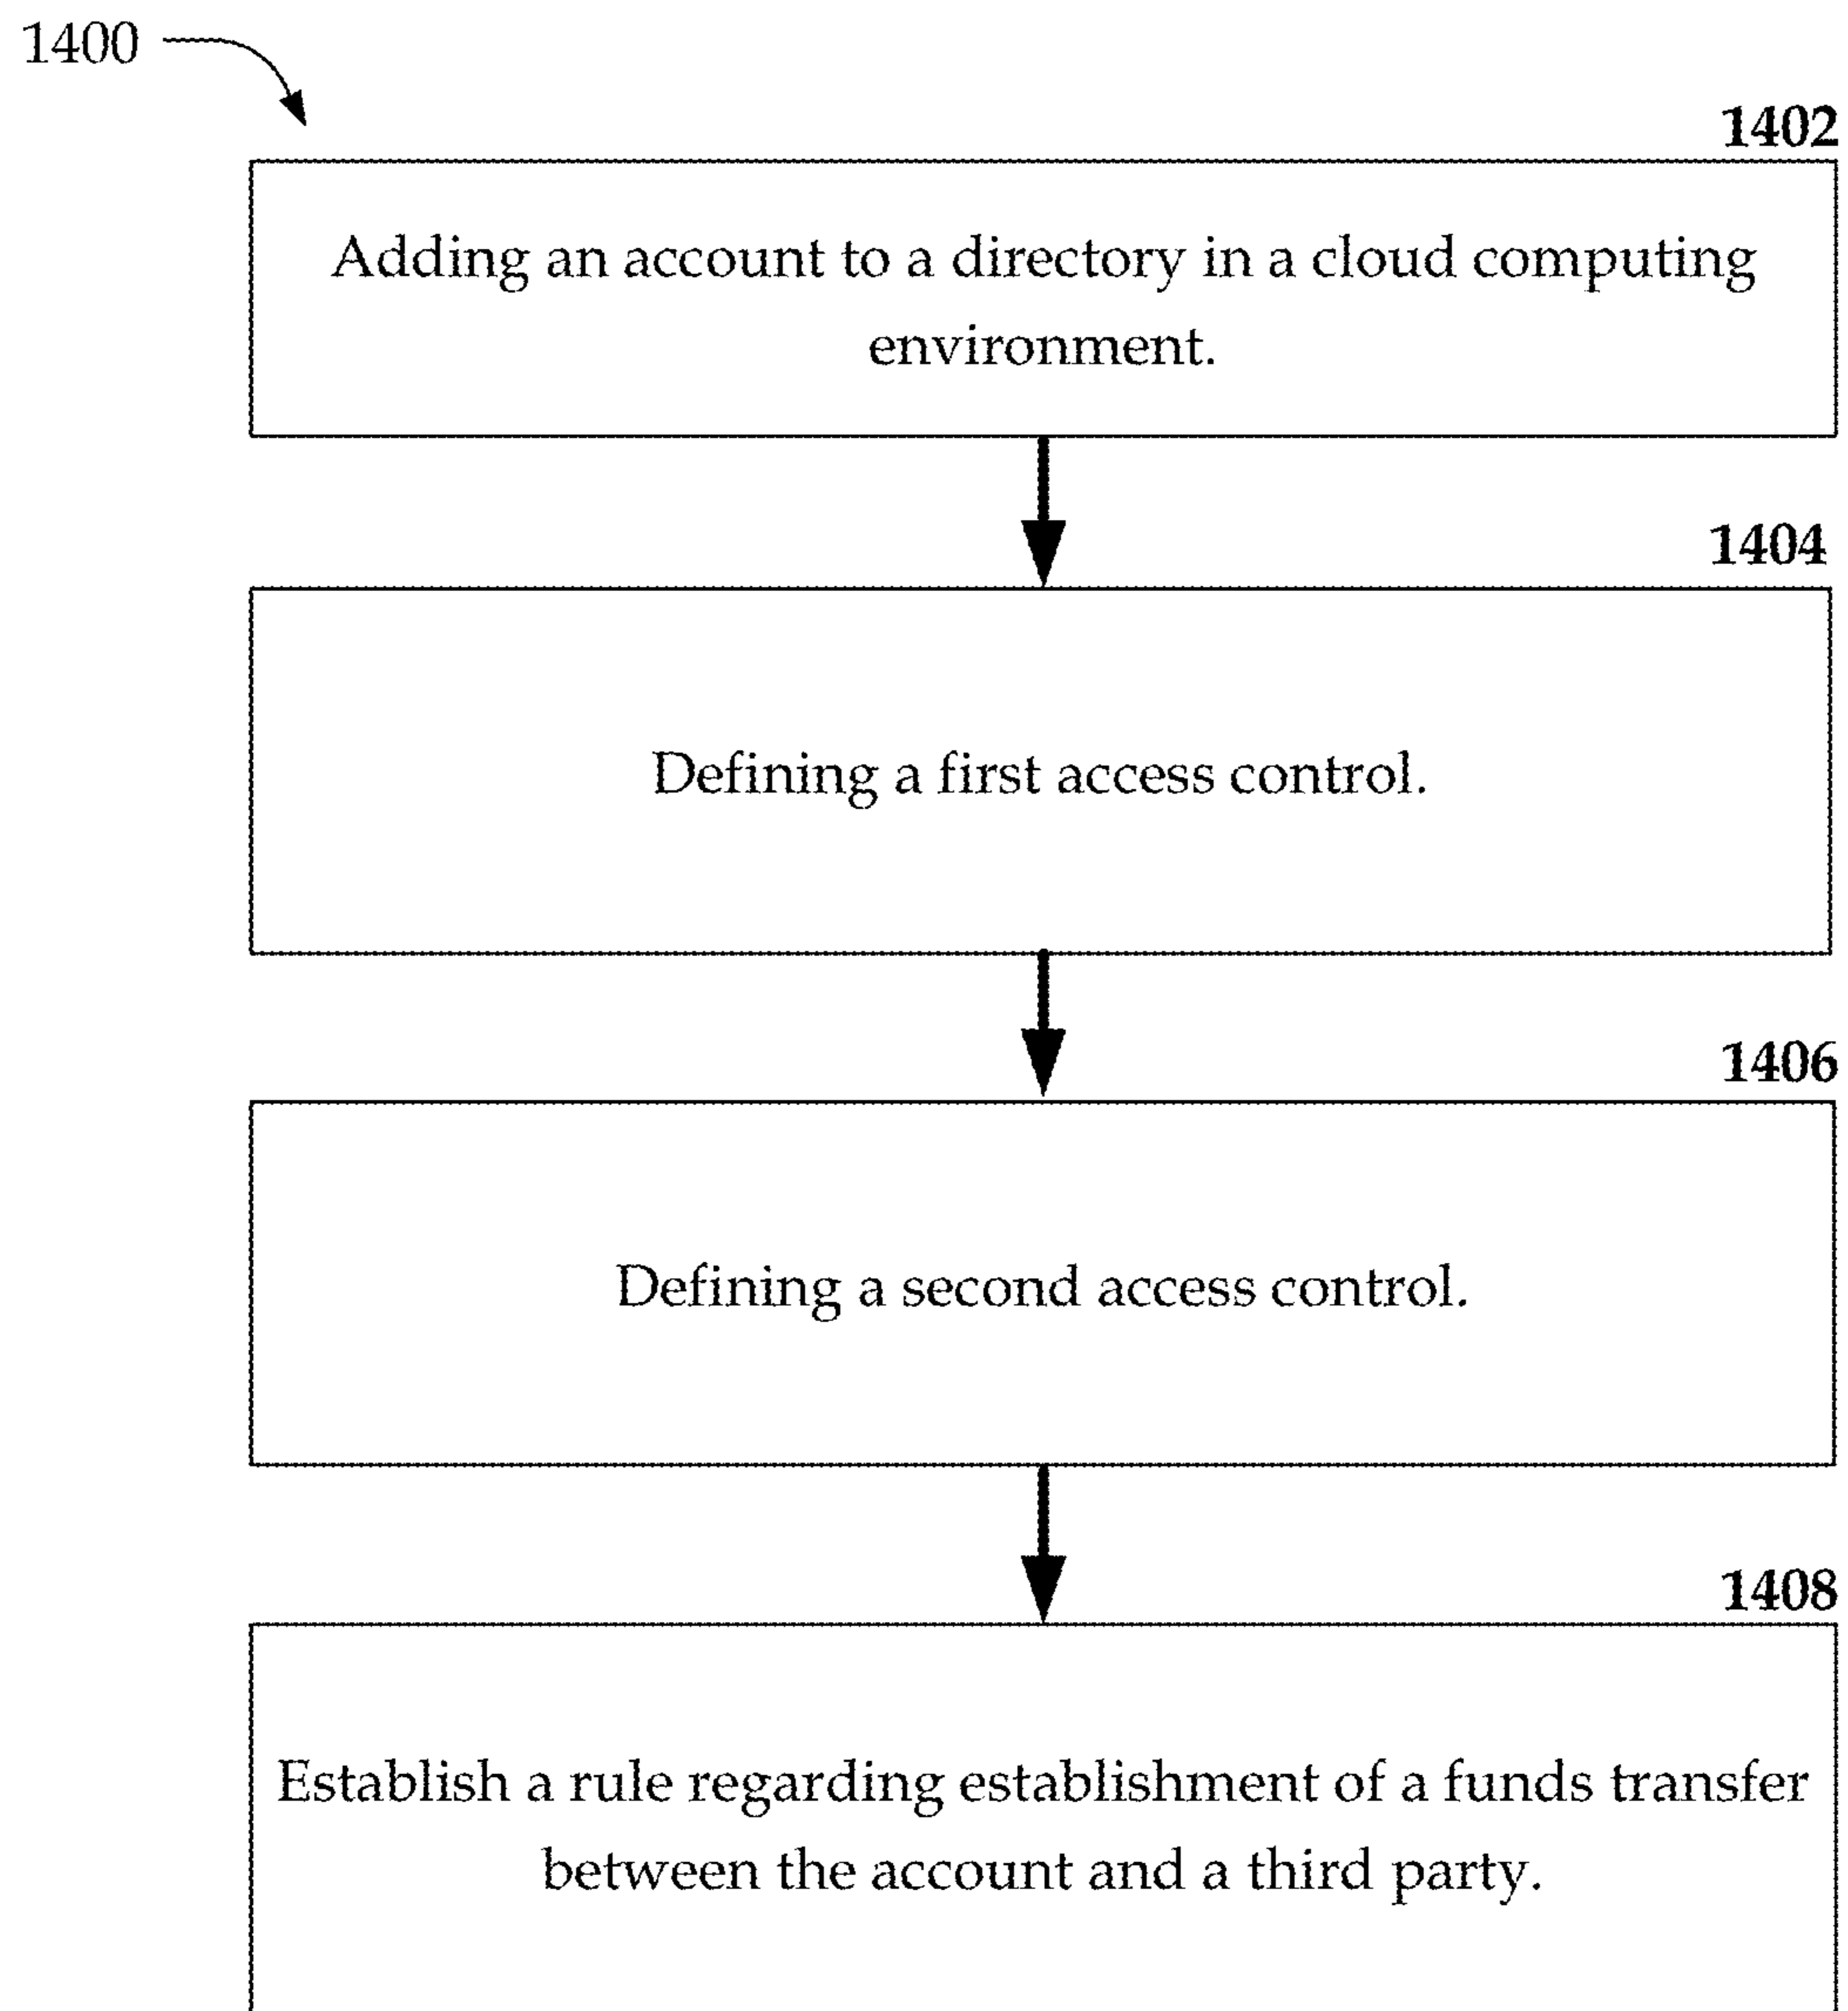 1400
1402
Adding an account to a directory in a cloud computing
environment.
1404
Defining a first access control.
1406
Defining a second access control.
1408
Establish a rule regarding establishment of a funds transfer
between the account and a third party.